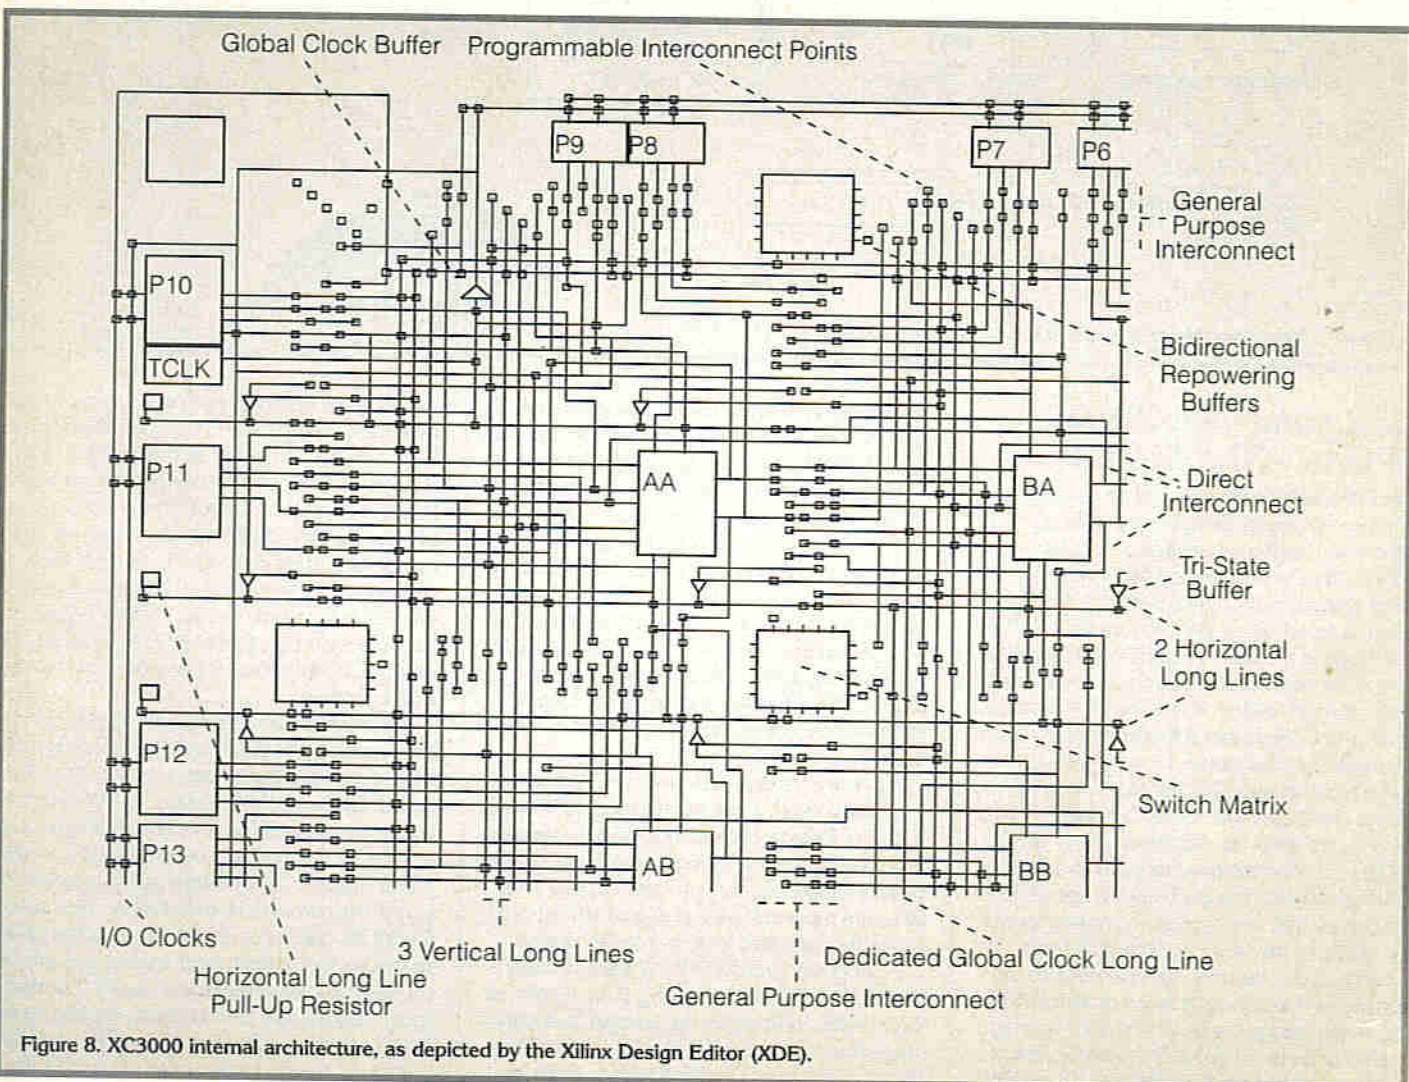 Global Clock Buffer
Programmable Interconnect Points
P9
P8
P7
P6
General
Purpose
Interconnect
P10
TCLK
Bidirectional
Repowering
Buffers
P11
AA
BA
Direct
Interconnect
Tri-State
Buffer
2 Horizontal
Long Lines
P12
Switch Matrix
P13
AB
BB
I/O Clocks
3 Vertical Long Lines
Dedicated Global Clock Long Line
Horizontal Long Line
Pull-Up Resistor
General Purpose Interconnect
Figure 8. XC3000 internal architecture, as depicted by the Xilinx Design Editor (XDE).